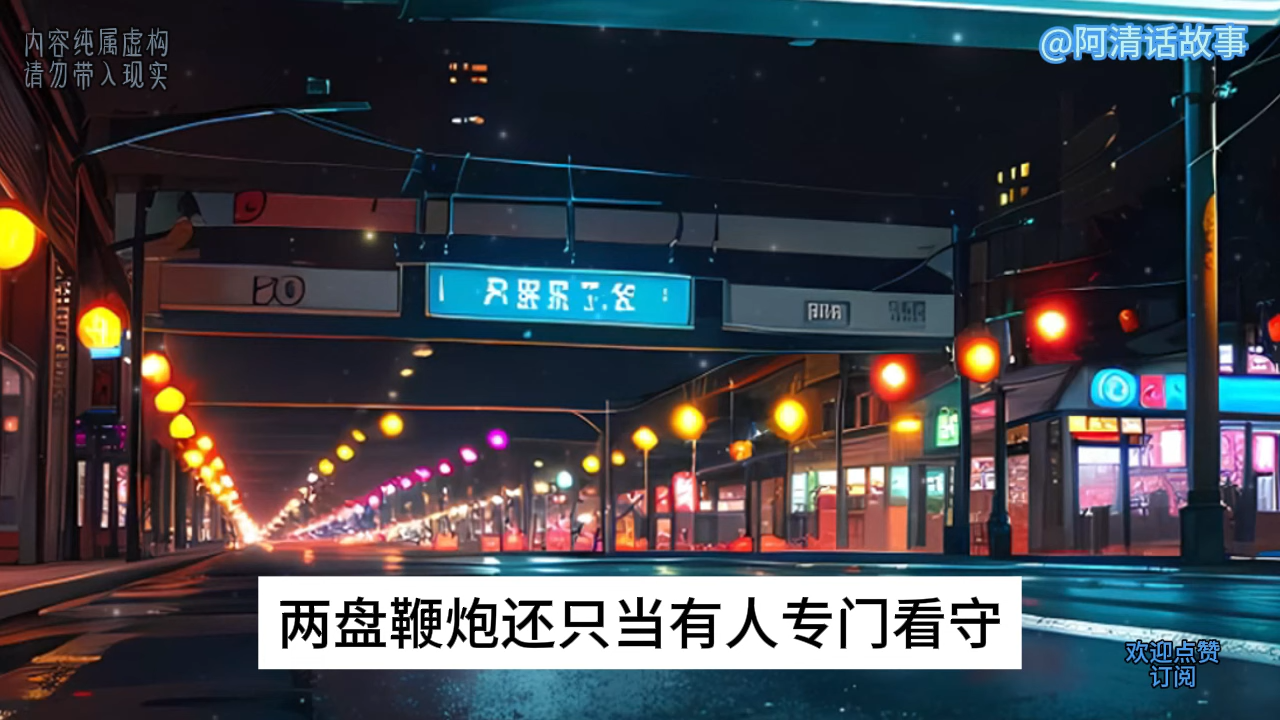 内容纯属虚构
请勿带入现实
@阿清话故事
两盘鞭炮还只当有人专门看守
欢迎点赞
订阅